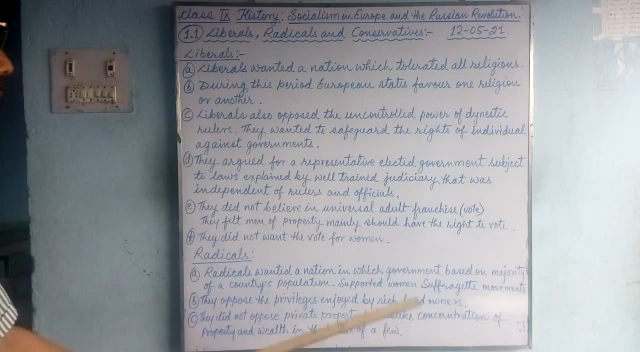 Class IX History: Socialism in Europe and the Russian Revolution.
1.1 Liberals, Radicals and Conservatives:- 12-05-21
Liberals:-
(a) Liberals wanted a nation which tolerated all religions.
(b) During this period European states favour one religion
or another.
(c) Liberals also opposed the uncontrolled power of dynestic
rulers. They wanted to safeguard the rights of individual
against governments.
(d) They argued for a representative elected government subject
to laws explained by well trained judiciary that was
independent of rulers and officials.
(e) They did not believe in universal adult franchise (vote)
They felt men of property mainly should have the right to vote.
(f) They did not want the vote for women.
Radicals:
(a) Radicals wanted a nation in which government based on majority
of a country's population. Supported women Suffragette movements
(b) They oppose the privileges enjoyed by rich land owners.
(c) They did not oppose private concentration of
property and wealth in the of a few.